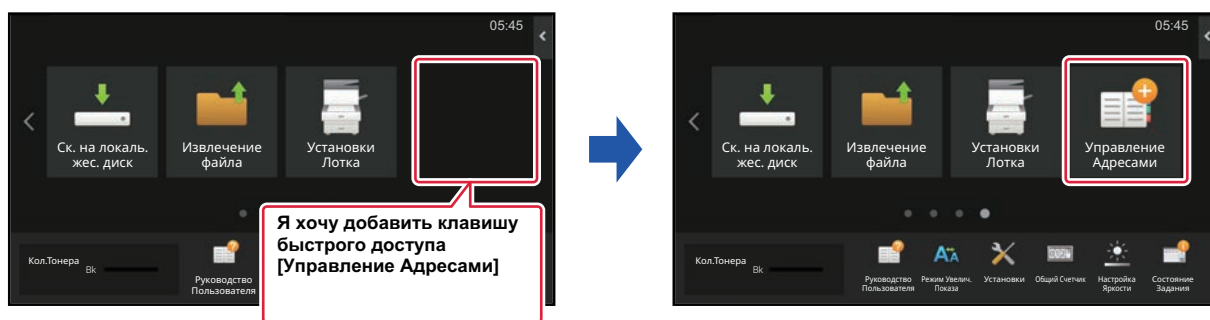 05:45
Ск. на локаль.
жес. диск
Извлечение
файла
Установки
Лотка
Я хочу добавить клавишу
быстрого доступа
[Управление Адресами]
Кол.Тонера
Bk
Руководство
Пользователя
05:45
Ск. на локаль.
жес. диск
Извлечение
файла
Установки
Лотка
Управление
Адресами
Кол.Тонера
Bk
Руководство
Пользователя
Режим Увелич.
Показа
Установки
Общий Счетчик
Настройка
Яркости
Состояние
Задания